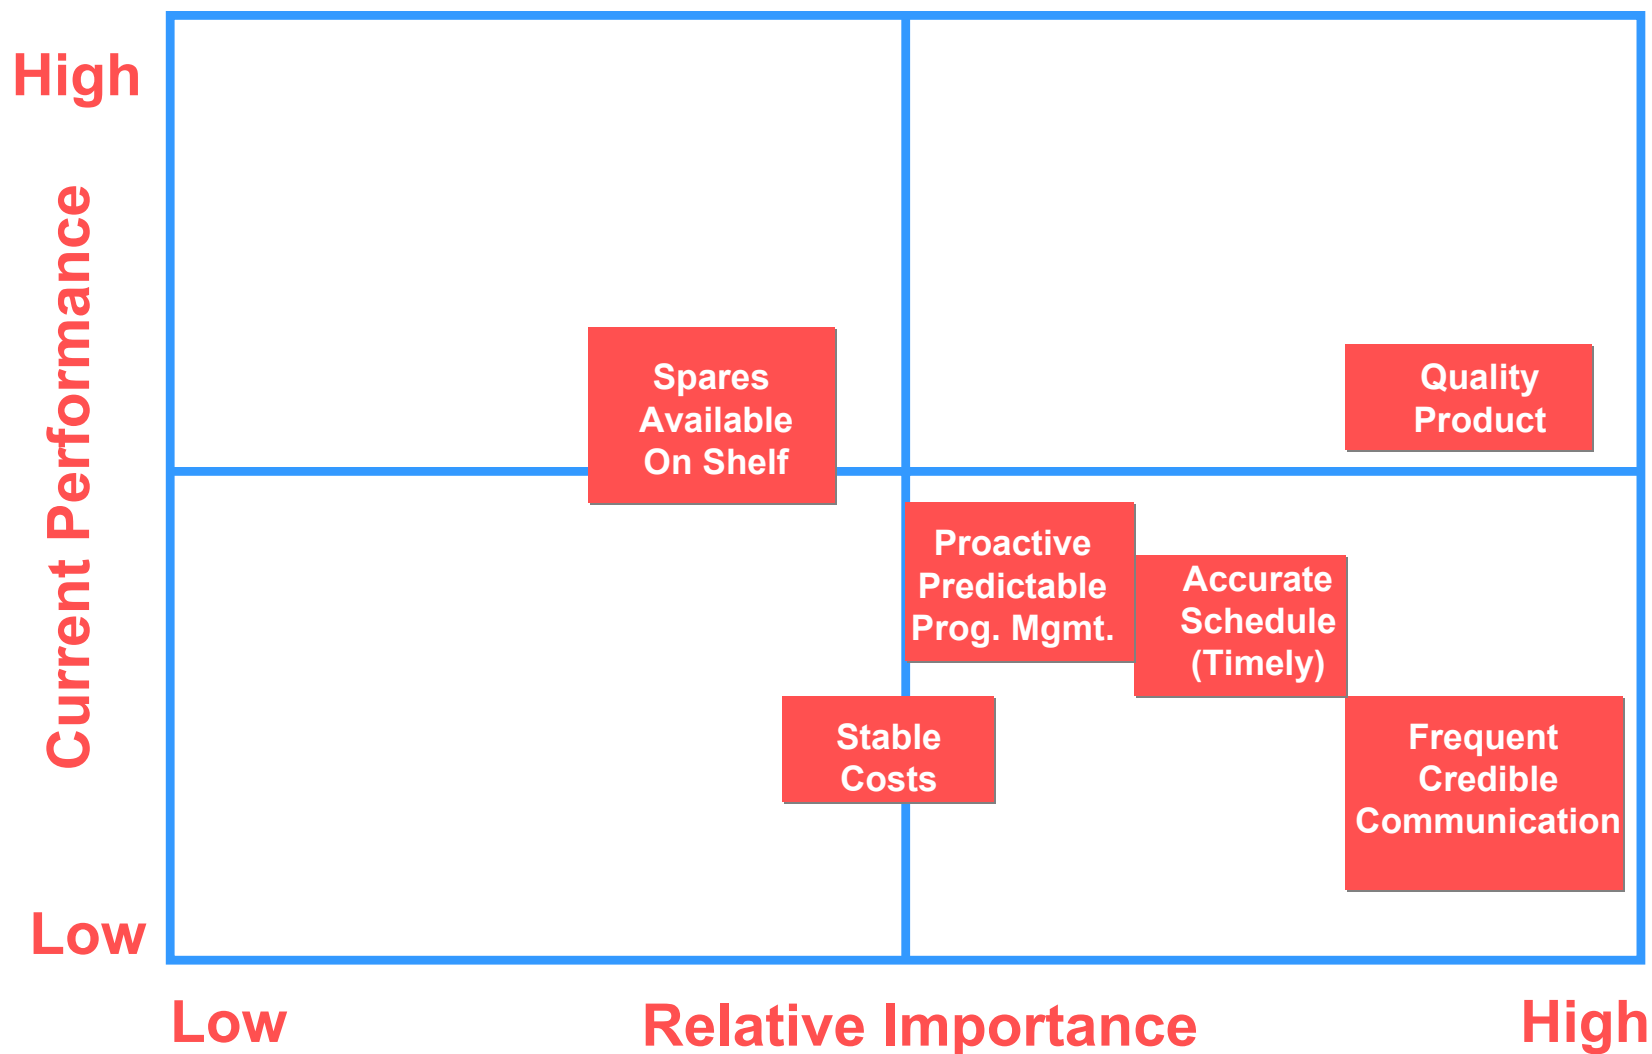 High
Current Performance
Spares
Available
On Shelf
Quality
Product
Proactive
Predictable
Prog. Mgmt.
Accurate
Schedule
(Timely)
Stable
Costs
Frequent
Credible
Communication
Low
Low
Relative Importance
High